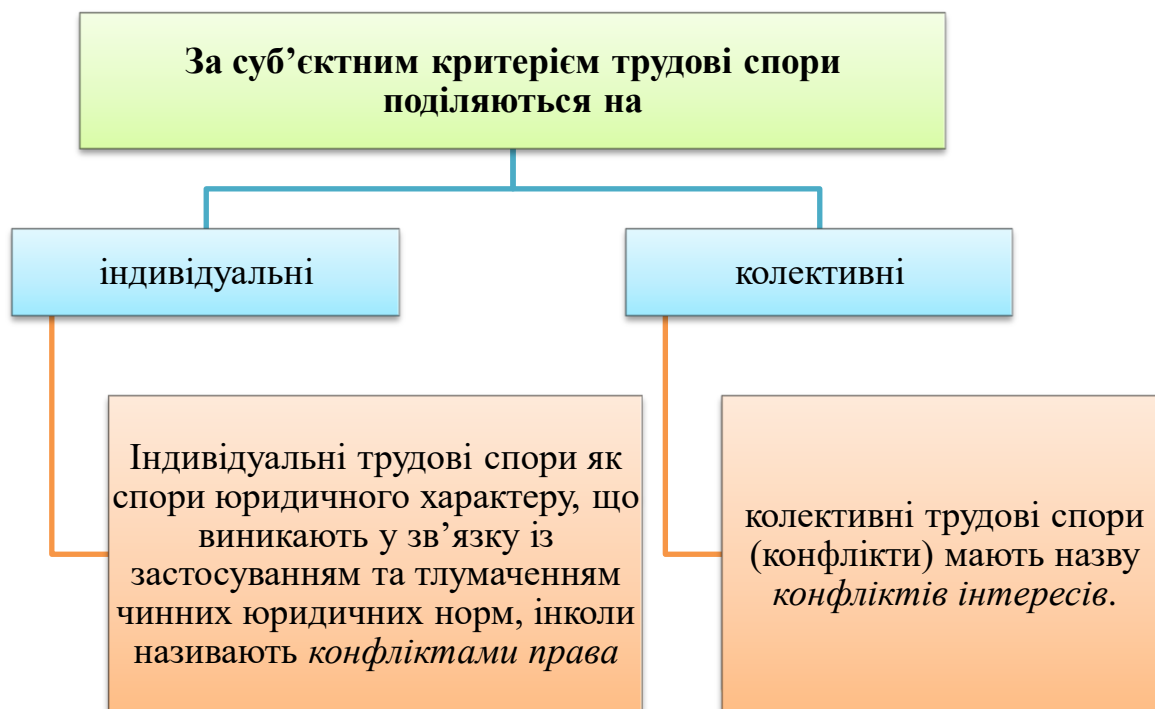 За суб’єктним критерієм трудові спори
поділяються на
індивідуальні
колективні
Індивідуальні трудові спори як
спори юридичного характеру, що
виникають у зв’язку із
застосуванням та тлумаченням
чинних юридичних норм, інколи
називають конфліктами права
колективні трудові спори
(конфлікти) мають назву
конфліктів інтересів.